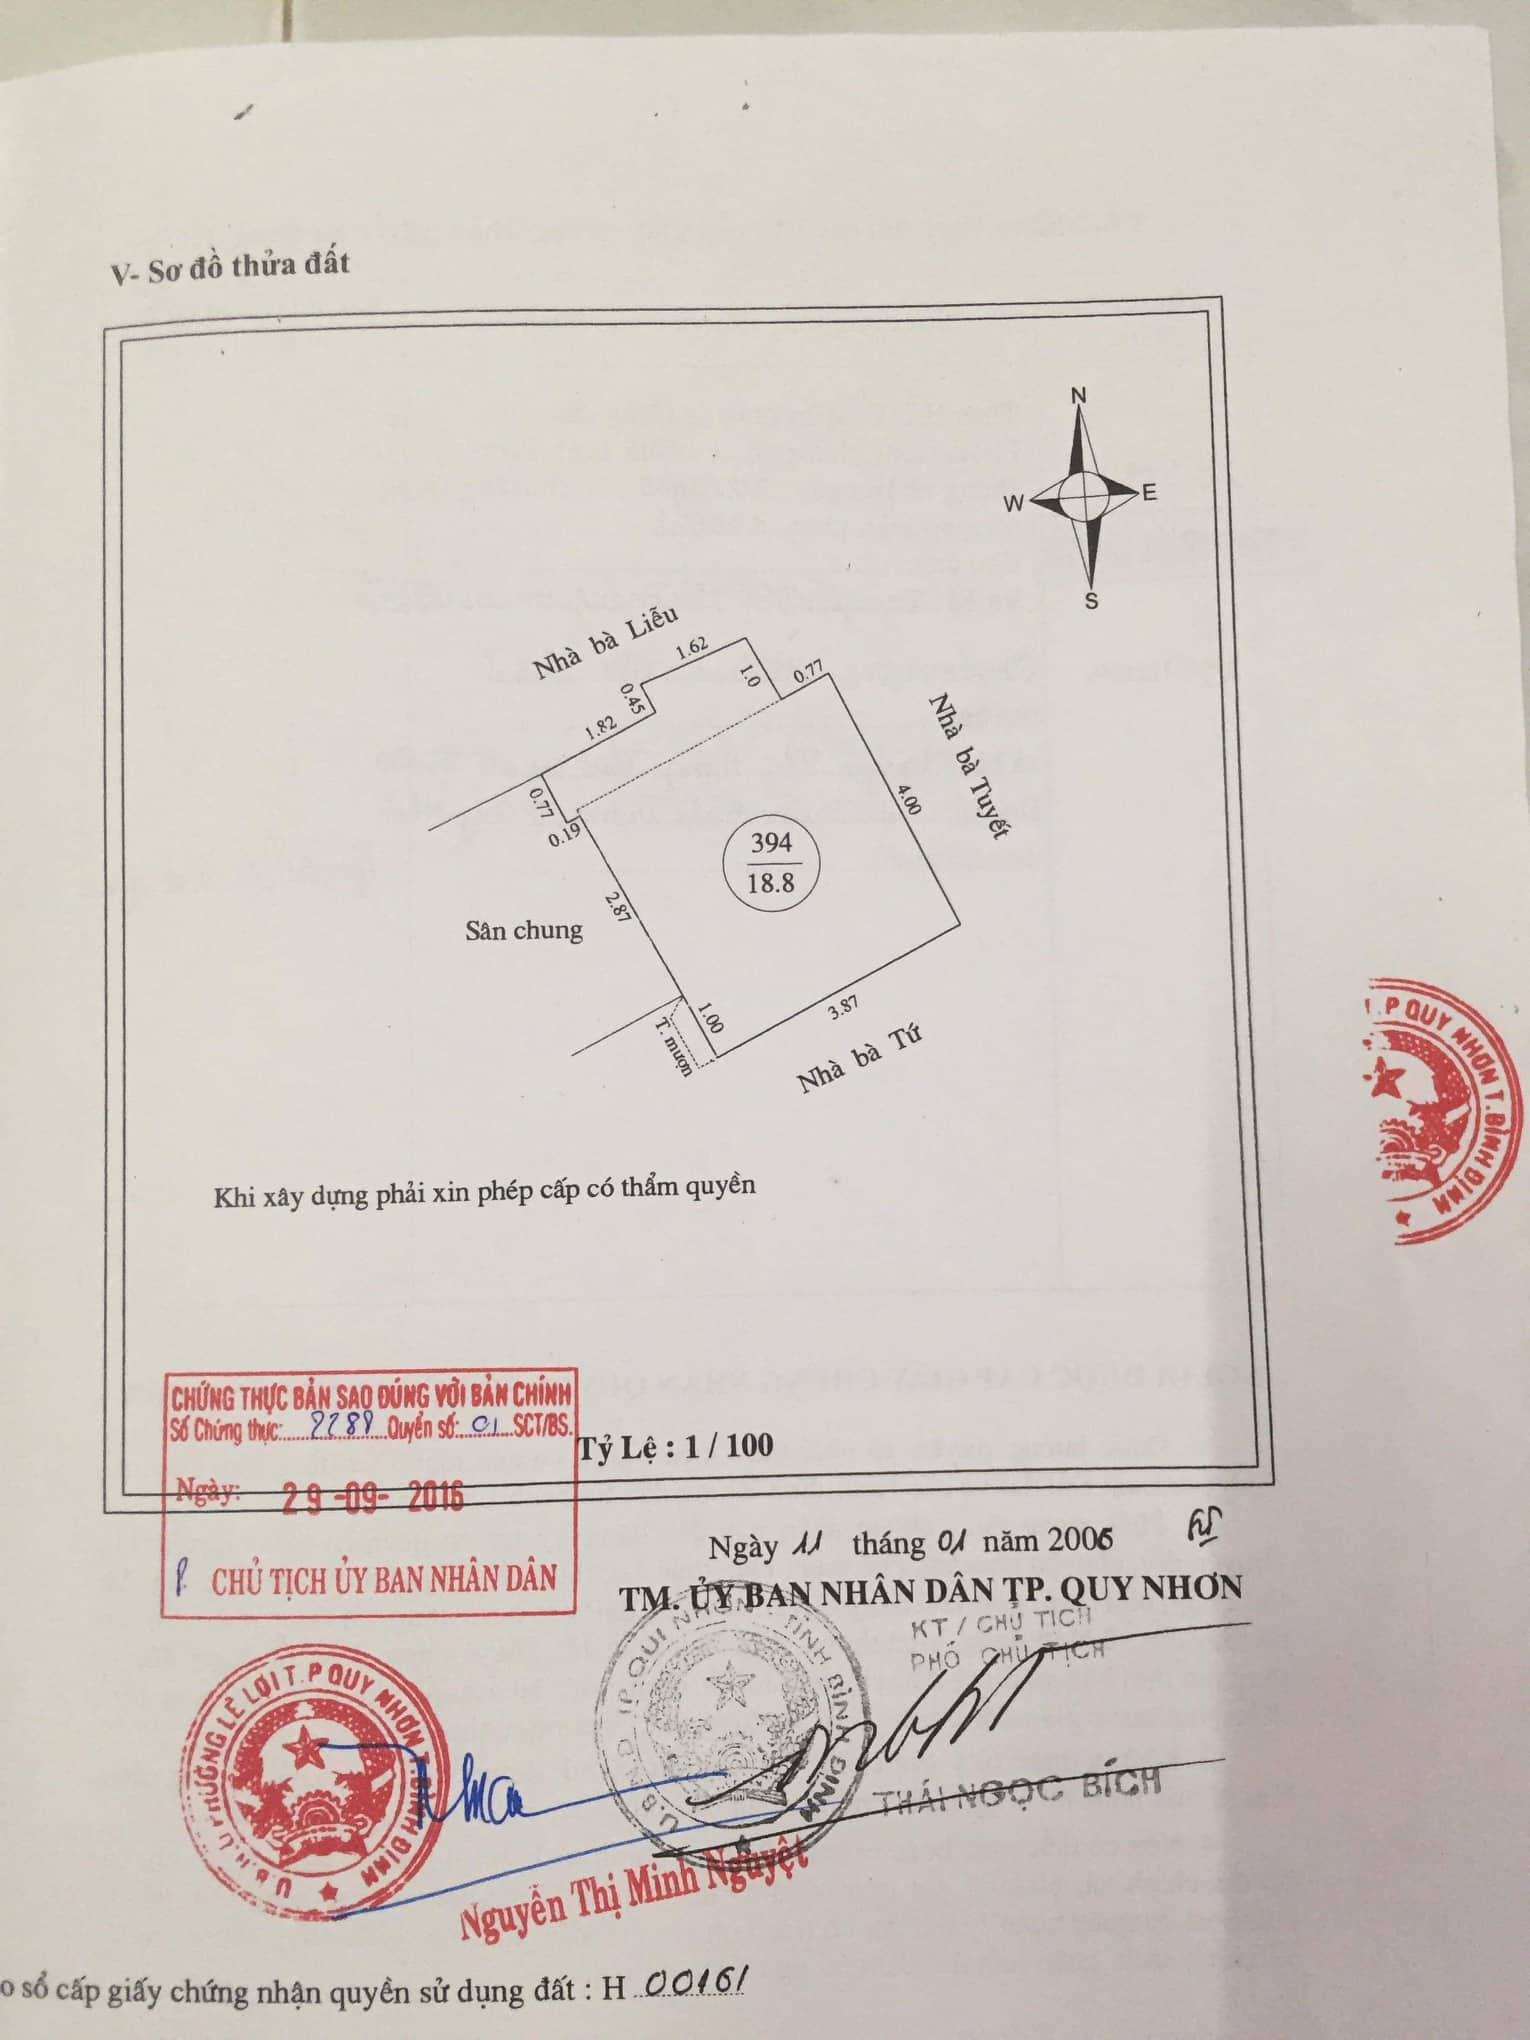 V- Sơ đồ thửa đất
N
W
E
S
Nhà bà Liễu
1.62
1.0
0.77
0.45
1.82
0.77
0.19
Nhà bà Tuyết
4.00
394
18.8
2.87
Sân chung
1.00
T. mượn
3.87
Nhà bà Tứ
T.P QUY NHƠN T. BÌNH ĐỊNH
Khi xây dựng phải xin phép cấp có thẩm quyền
CHỨNG THỰC BẢN SAO ĐÚNG VỚI BẢN CHÍNH
Số Chứng thực: Quyển số: 01 SCT/BS.
Tỷ Lệ : 1 / 100
Ngày: 29 -09- 2016
CHỦ TỊCH ỦY BAN NHÂN DÂN
Ngày 11 tháng 01 năm 2006
TM. ỦY BAN NHÂN DÂN TP. QUY NHƠN
KT / CHỦ TỊCH
PHÓ CHỦ TỊCH
U.B.N.D TP. QUI NHƠN - TỈNH BÌNH ĐỊNH
U.B.N.D PHƯỜNG LÊ LỢI T.P QUY NHƠN T. BÌNH ĐỊNH
THÁI NGỌC BÍCH
Nguyễn Thị Minh Nguyệt
o sổ cấp giấy chứng nhận quyền sử dụng đất : H 00161